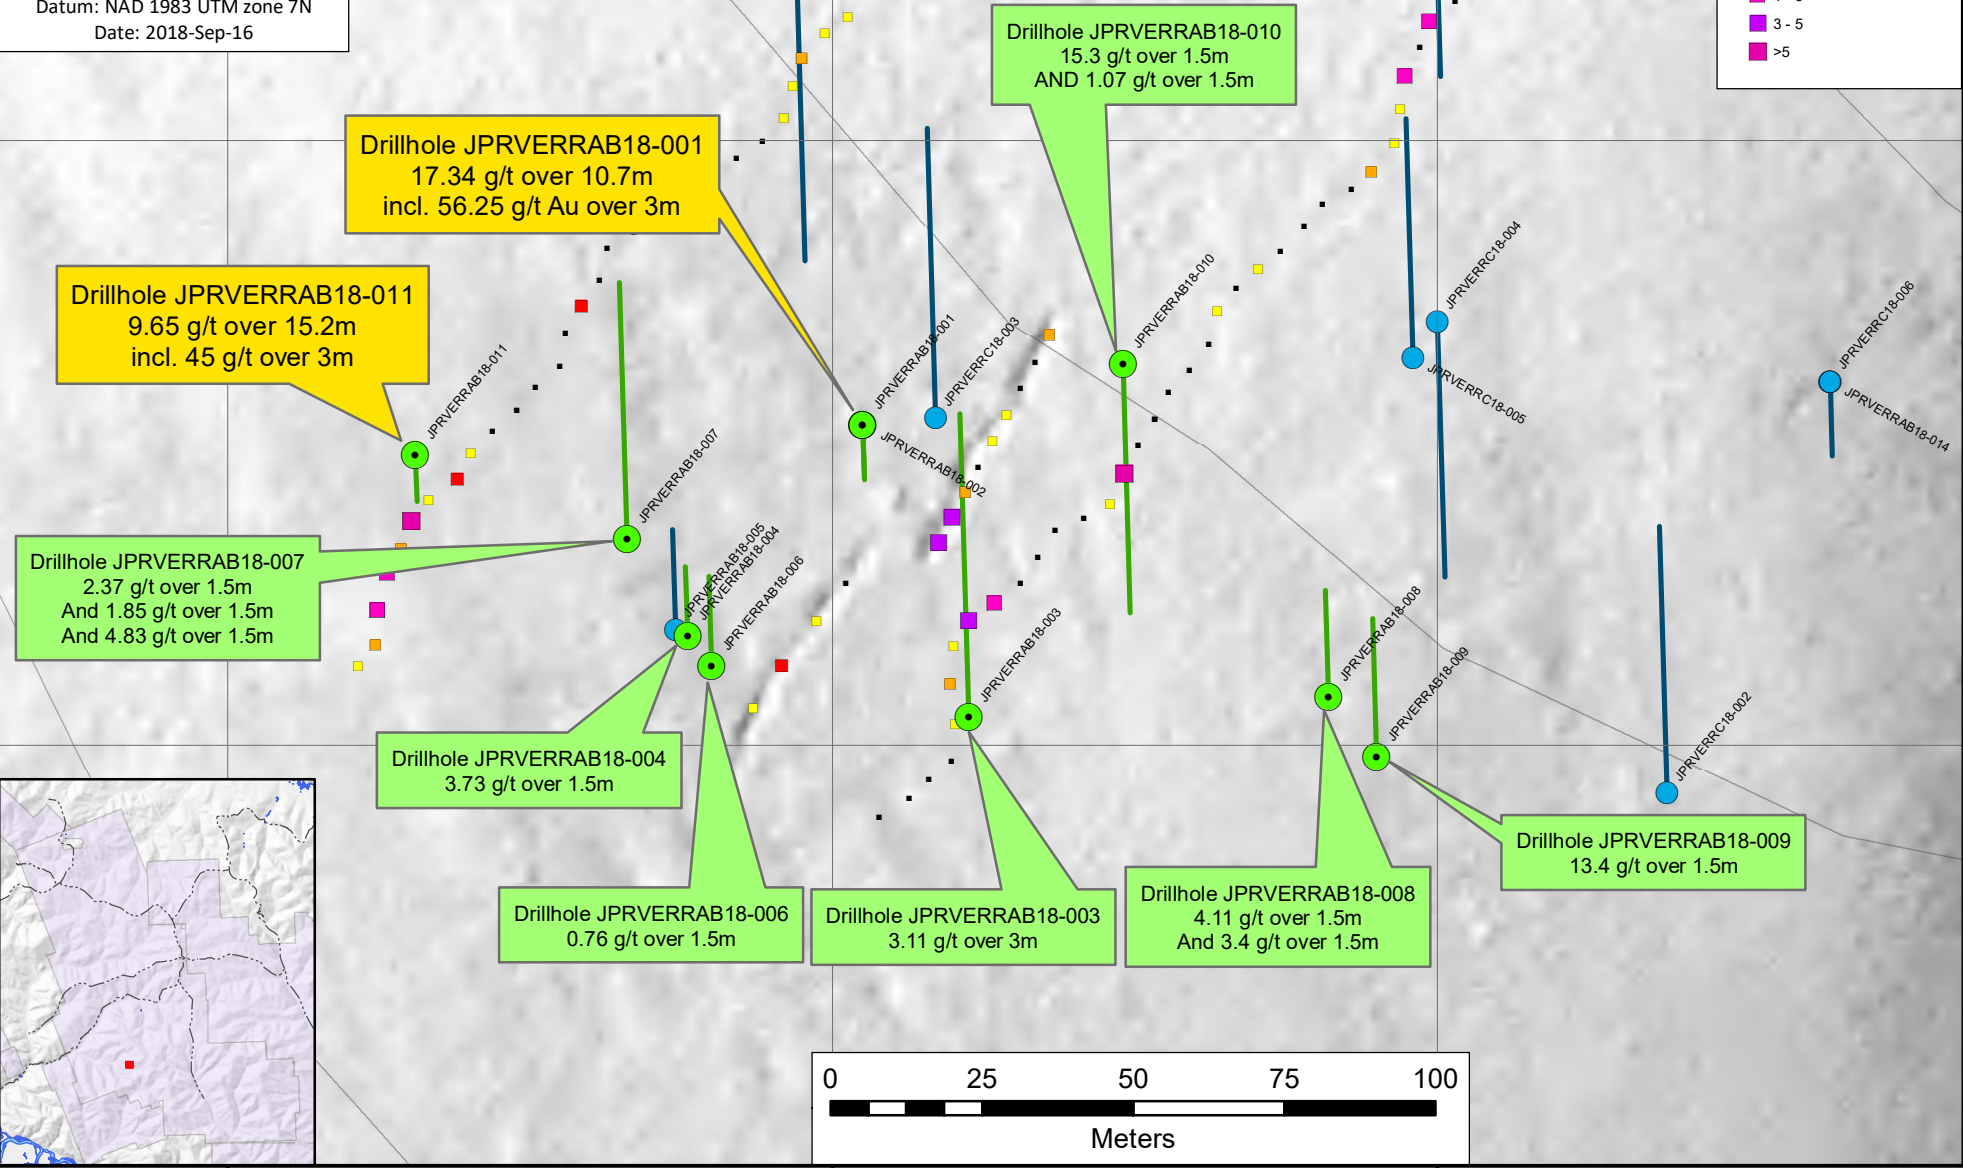 Datum: NAD 1983 UTM zone 7N
Date: 2018-Sep-16
3 - 5
>5
Drillhole JPRVERRAB18-010
15.3 g/t over 1.5m
AND 1.07 g/t over 1.5m
Drillhole JPRVERRAB18-001
17.34 g/t over 10.7m
incl. 56.25 g/t Au over 3m
Drillhole JPRVERRAB18-011
9.65 g/t over 15.2m
incl. 45 g/t over 3m
JPRVERRAB18-011
JPRVERRAB18-007
JPRVERRAB18-001
JPRVERRC18-003
JPRVERRAB18-002
JPRVERRAB18-010
JPRVERRC18-004
JPRVERRC18-005
JPRVERRC18-006
JPRVERRAB18-014
Drillhole JPRVERRAB18-007
2.37 g/t over 1.5m
And 1.85 g/t over 1.5m
And 4.83 g/t over 1.5m
JPRVERRAB18-005
JPRVERRAB18-004
JPRVERRAB18-006
JPRVERRAB18-003
JPRVERRAB18-008
JPRVERRAB18-009
JPRVERRC18-002
Drillhole JPRVERRAB18-004
3.73 g/t over 1.5m
Drillhole JPRVERRAB18-009
13.4 g/t over 1.5m
Drillhole JPRVERRAB18-006
0.76 g/t over 1.5m
Drillhole JPRVERRAB18-003
3.11 g/t over 3m
Drillhole JPRVERRAB18-008
4.11 g/t over 1.5m
And 3.4 g/t over 1.5m
0 25 50 75 100
Meters